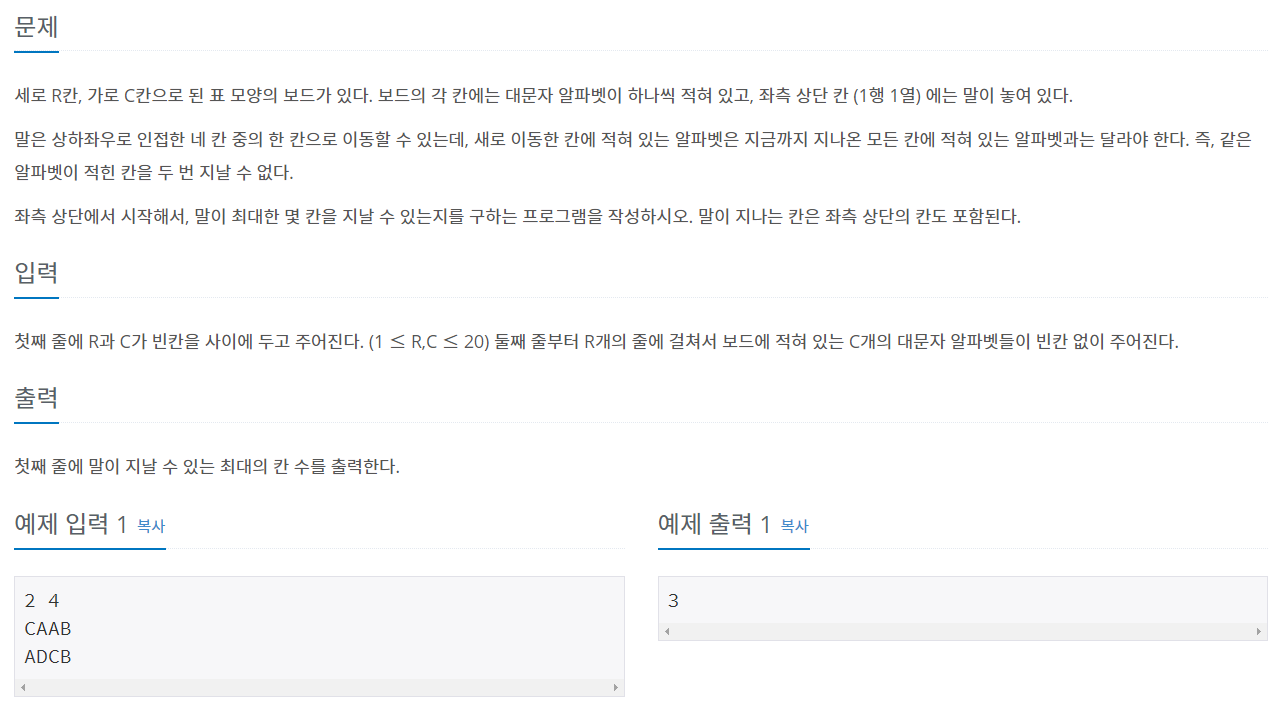 문제
세로 R칸, 가로 C칸으로 된 표 모양의 보드가 있다. 보드의 각 칸에는 대문자 알파벳이 하나씩 적혀 있고, 좌측 상단 칸 (1행 1열) 에는 말이 놓여 있다.
말은 상하좌우로 인접한 네 칸 중의 한 칸으로 이동할 수 있는데, 새로 이동한 칸에 적혀 있는 알파벳은 지금까지 지나온 모든 칸에 적혀 있는 알파벳과는 달라야 한다. 즉, 같은
알파벳이 적힌 칸을 두 번 지날 수 없다.
좌측 상단에서 시작해서, 말이 최대한 몇 칸을 지날 수 있는지를 구하는 프로그램을 작성하시오. 말이 지나는 칸은 좌측 상단의 칸도 포함된다.
입력
첫째 줄에 R과 C가 빈칸을 사이에 두고 주어진다. (1 ≤ R,C ≤ 20) 둘째 줄부터 R개의 줄에 걸쳐서 보드에 적혀 있는 C개의 대문자 알파벳들이 빈칸 없이 주어진다.
출력
첫째 줄에 말이 지날 수 있는 최대의 칸 수를 출력한다.
예제 입력 1 복사
2 4
CAAB
ADCB
예제 출력 1 복사
3